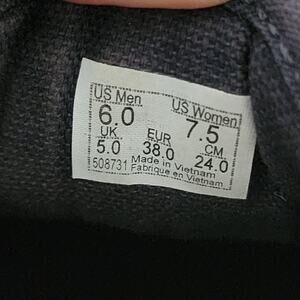 US Men US Women
6.0 7.5
UK EUR CM
5.0 38.0 24.0
508731 Made in Vietnam
Fabrique en Vietnam